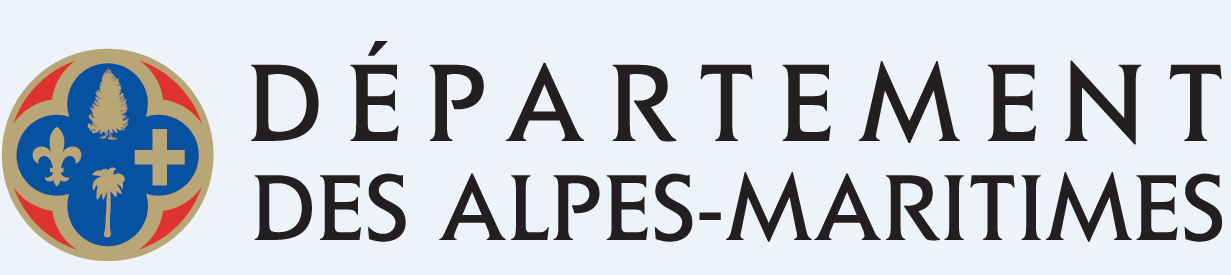 DÉPARTEMENT
DES ALPES-MARITIMES